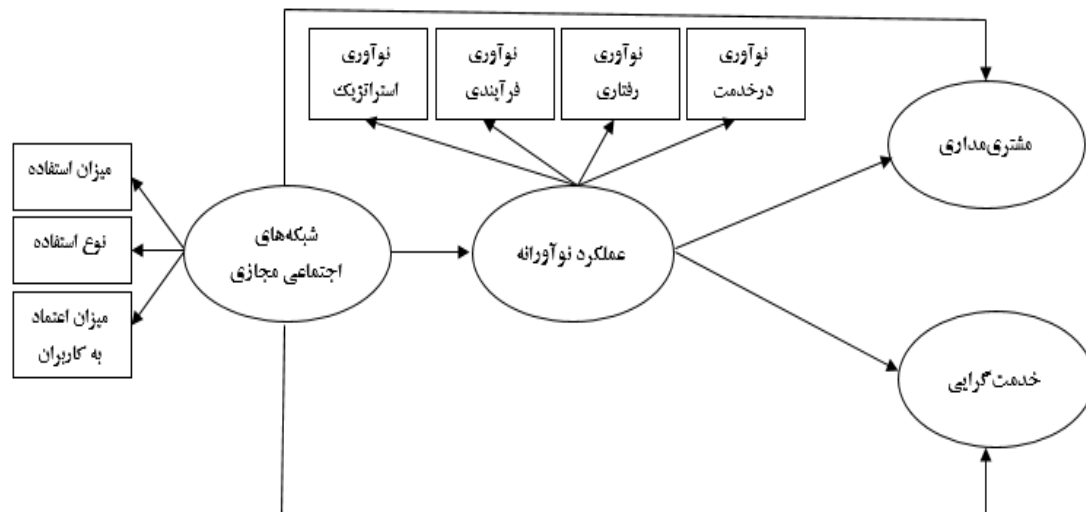 نوآوری
درخدمت
نوآوری
رفتاری
نوآوری
فرآیندی
نوآوری
استراتژیک
مشتری‌مداری
میزان استفاده
نوع استفاده
میزان اعتماد
به کاربران
شبکه‌های
اجتماعی مجازی
عملکرد نوآورانه
خدمت‌گرایی